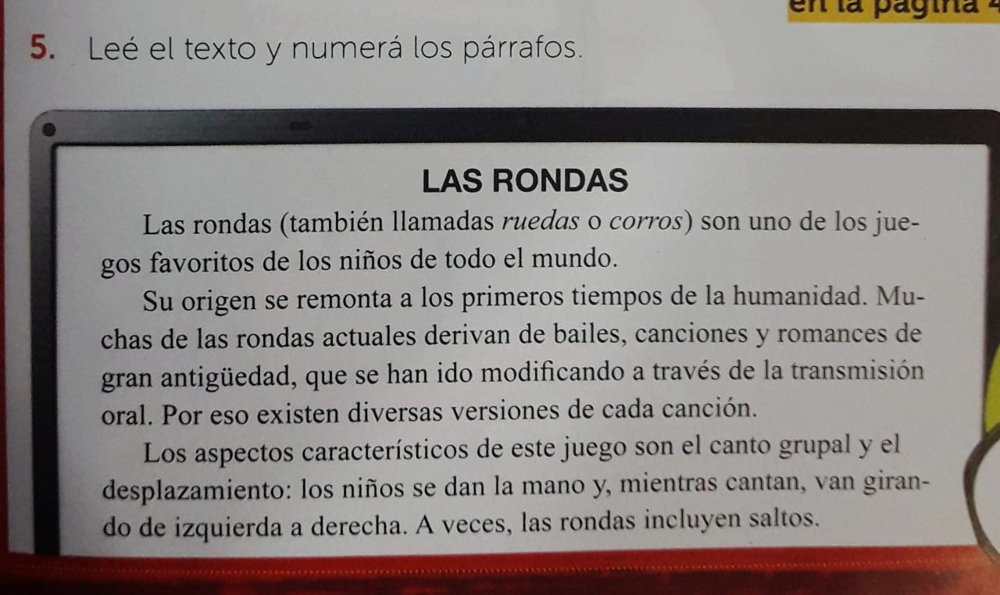 en la página 4
5. Leé el texto y numerá los párrafos.
LAS RONDAS
Las rondas (también llamadas ruedas o corros) son uno de los jue-
gos favoritos de los niños de todo el mundo.
Su origen se remonta a los primeros tiempos de la humanidad. Mu-
chas de las rondas actuales derivan de bailes, canciones y romances de
gran antigüedad, que se han ido modificando a través de la transmisión
oral. Por eso existen diversas versiones de cada canción.
Los aspectos característicos de este juego son el canto grupal y el
desplazamiento: los niños se dan la mano y, mientras cantan, van giran-
do de izquierda a derecha. A veces, las rondas incluyen saltos.